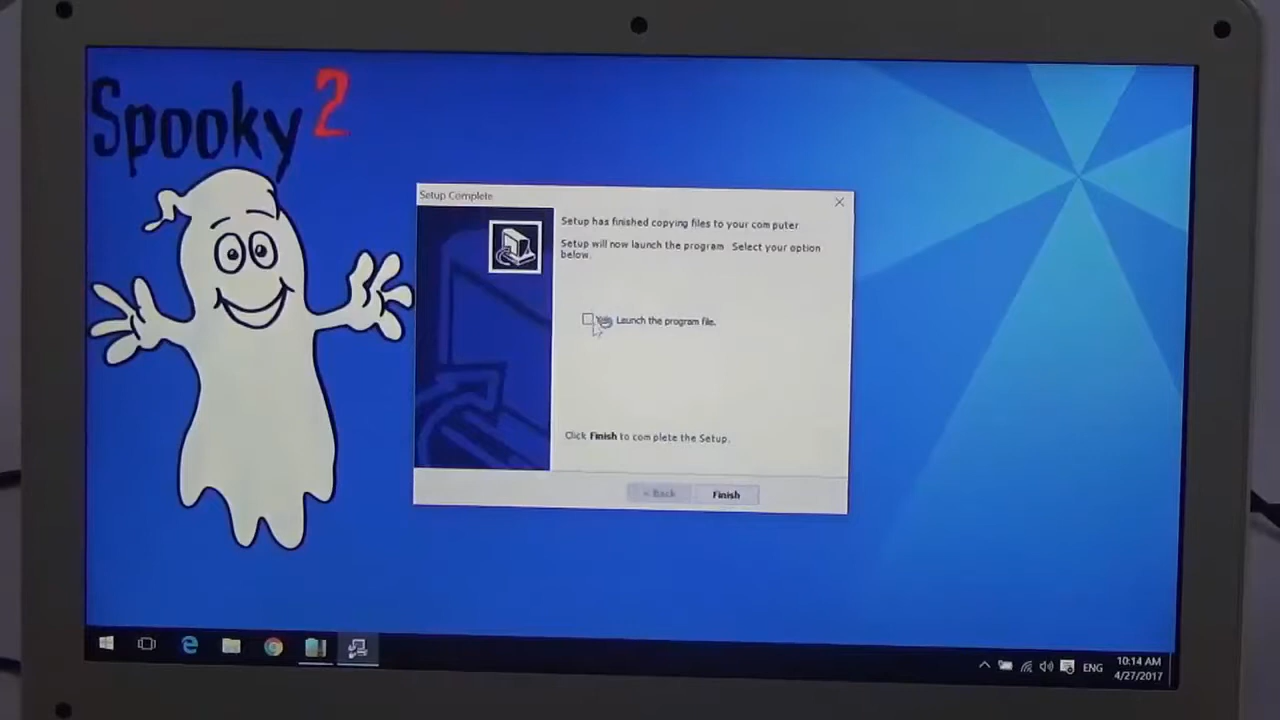 Spooky 2
Setup Complete
Setup has finished copying files to your computer
Setup will now launch the program Select your option
below.
Launch the program file.
Click Finish to complete the Setup.
< Back
Finish
ENG
10:14 AM
4/27/2017